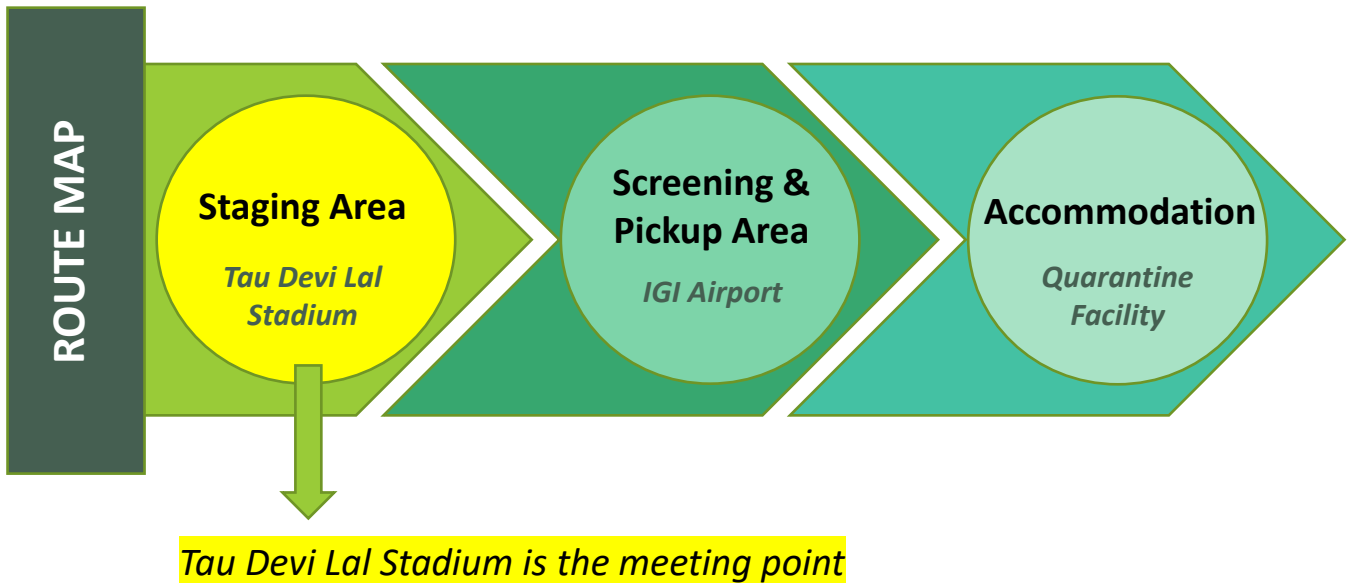 ROUTE MAP
Staging Area
Tau Devi Lal
Stadium
Screening &
Pickup Area
IGI Airport
Accommodation
Quarantine
Facility
Tau Devi Lal Stadium is the meeting point